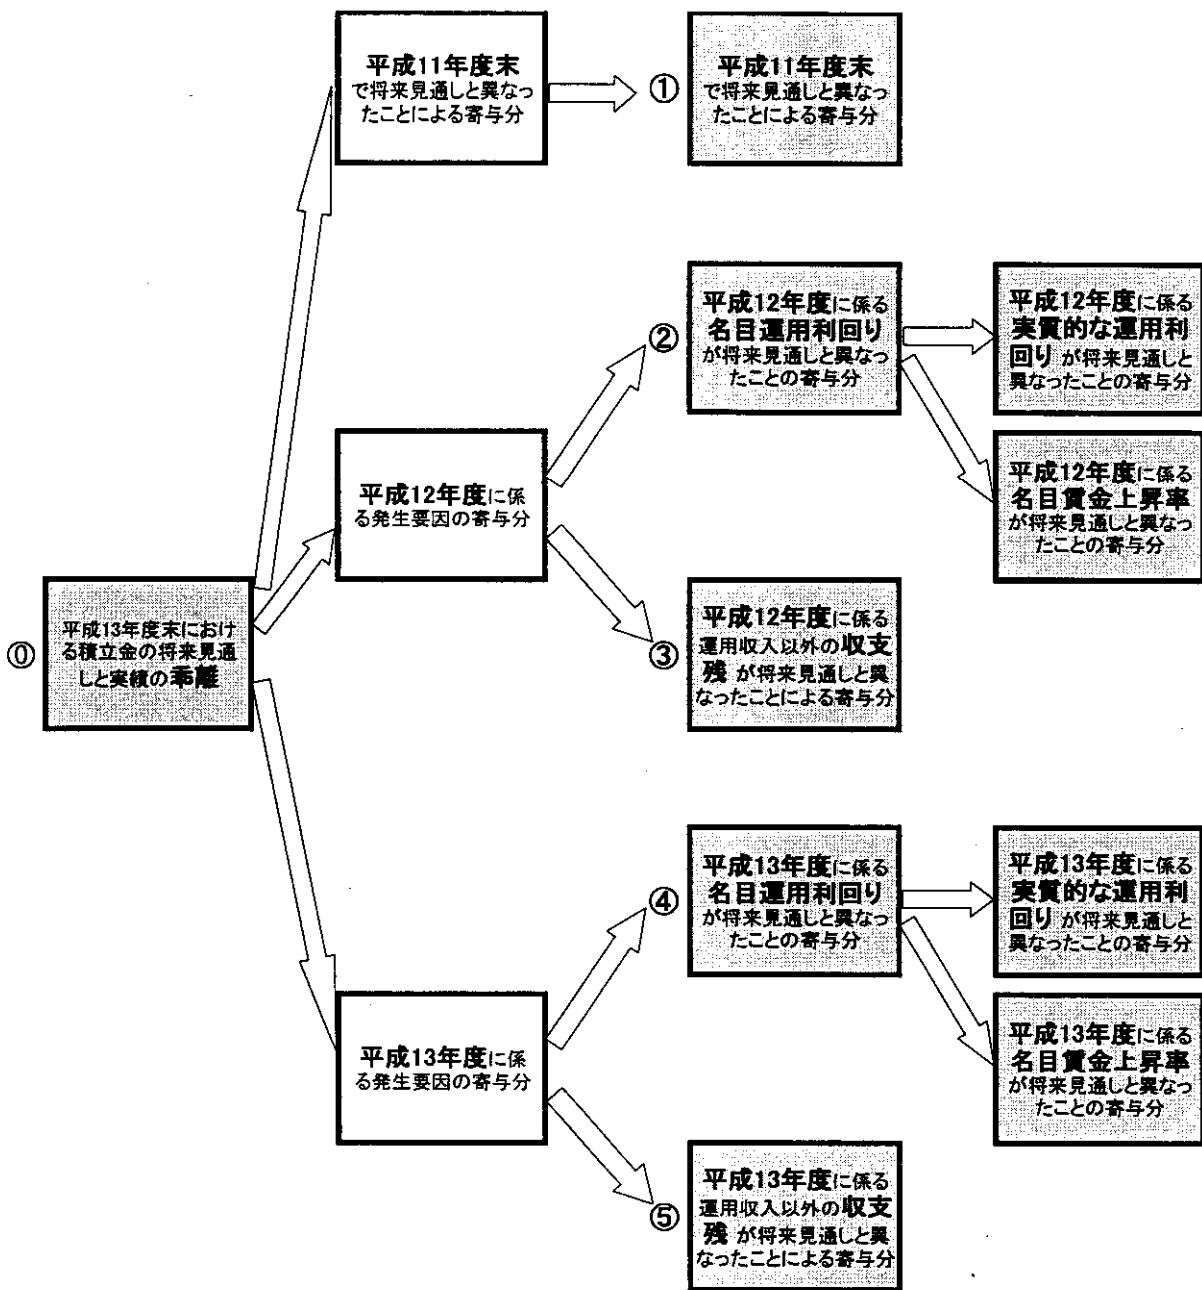 平成11年度末
で将来見通しと異なっ
たことによる寄与分
①
平成11年度末
で将来見通しと異なっ
たことによる寄与分
②
平成12年度に係る
名目運用利回り
が将来見通しと異なっ
たことの寄与分
平成12年度に係る
実質的な運用利
回り が将来見通しと
異なったことの寄与分
平成12年度に係
る発生要因の寄与分
平成12年度に係る
名目賃金上昇率
が将来見通しと異なっ
たことの寄与分
⓪
平成13年度末におけ
る積立金の将来見通
しと実績の乖離
③
平成12年度に係る
運用収入以外の収支
残 が将来見通しと異
なったことによる寄与分
④
平成13年度に係る
名目運用利回り
が将来見通しと異なっ
たことの寄与分
平成13年度に係る
実質的な運用利
回り が将来見通しと
異なったことの寄与分
平成13年度に係
る発生要因の寄与分
平成13年度に係る
名目賃金上昇率
が将来見通しと異なっ
たことの寄与分
⑤
平成13年度に係る
運用収入以外の収支
残 が将来見通しと異
なったことによる寄与分